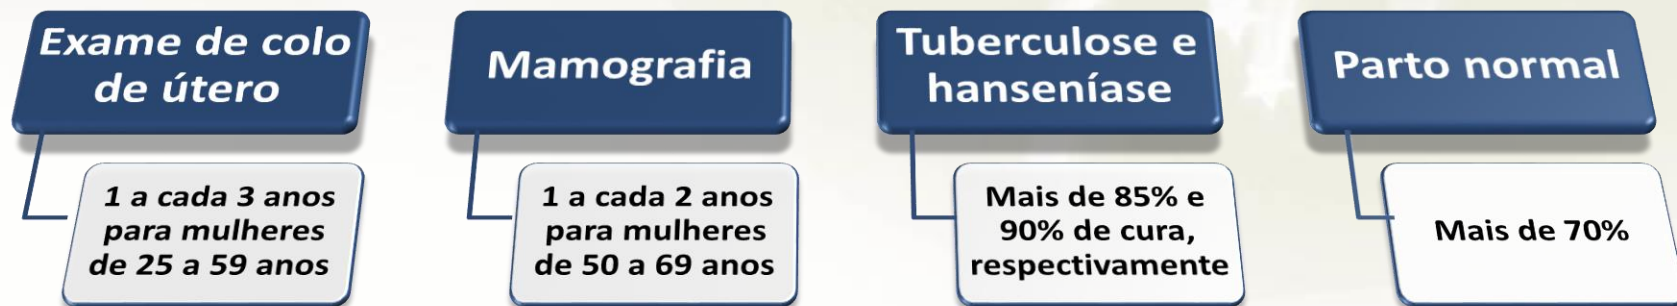 Exame de colo
de útero
1 a cada 3 anos
para mulheres
de 25 a 59 anos
Mamografia
1 a cada 2 anos
para mulheres
de 50 a 69 anos
Tuberculose e
hanseníase
Mais de 85% e
90% de cura,
respectivamente
Parto normal
Mais de 70%